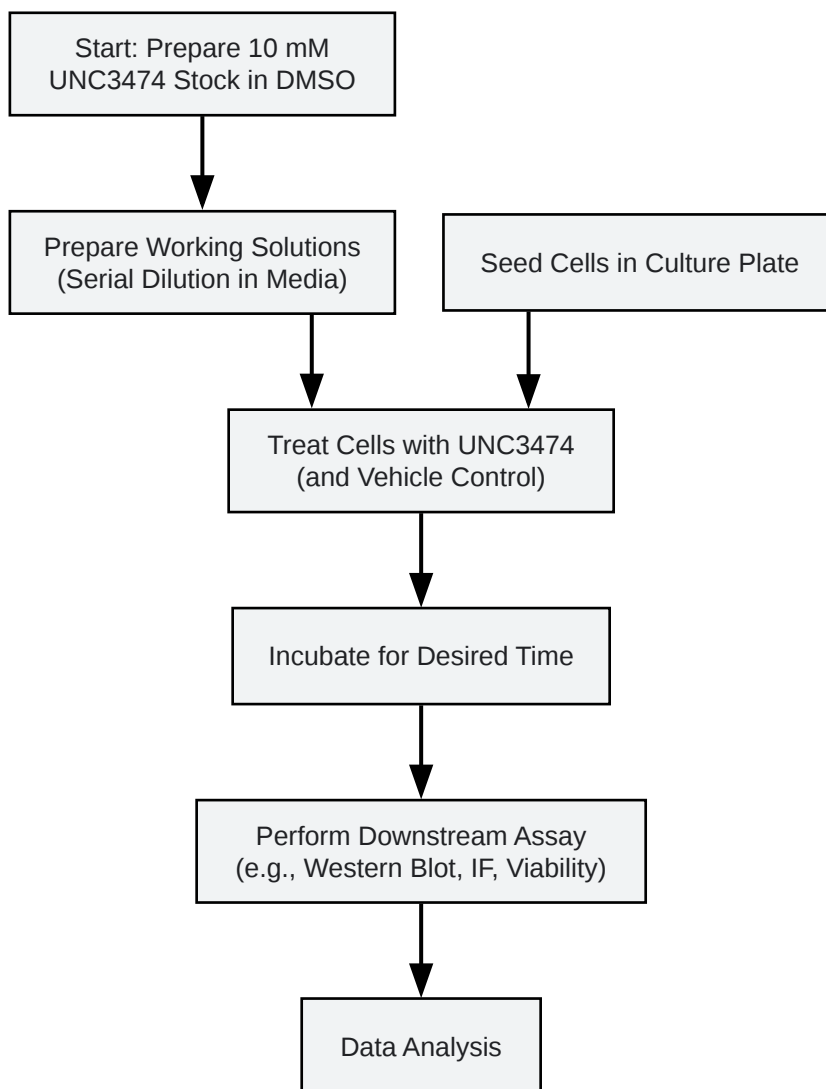 Start: Prepare 10 mM
UNC3474 Stock in DMSO
Prepare Working Solutions
(Serial Dilution in Media)
Seed Cells in Culture Plate
Treat Cells with UNC3474
(and Vehicle Control)
Incubate for Desired Time
Perform Downstream Assay
(e.g., Western Blot, IF, Viability)
Data Analysis